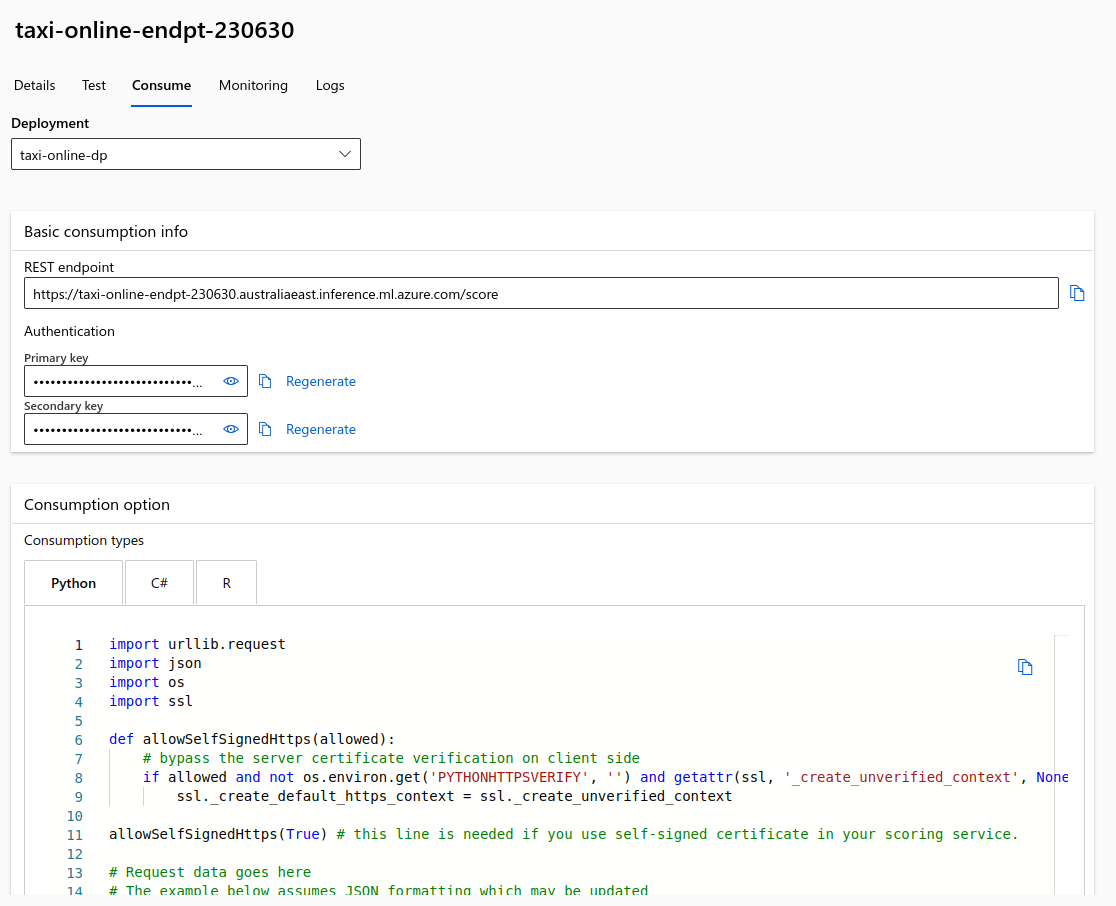 taxi-online-endpt-230630
Details Test Consume Monitoring Logs
Deployment
taxi-online-dp
Basic consumption info
REST endpoint
https://taxi-online-endpt-230630.australiaeast.inference.ml.azure.com/score
Authentication
Primary key
••••••••••••••••••••••••••••... Regenerate
Secondary key
••••••••••••••••••••••••••••... Regenerate
Consumption option
Consumption types
Python C# R
1 import urllib.request
2 import json
3 import os
4 import ssl
5
6 def allowSelfSignedHttps(allowed):
7 # bypass the server certificate verification on client side
8 if allowed and not os.environ.get('PYTHONHTTPSVERIFY', '') and getattr(ssl, '_create_unverified_context', None
9 ssl._create_default_https_context = ssl._create_unverified_context
10
11 allowSelfSignedHttps(True) # this line is needed if you use self-signed certificate in your scoring service.
12
13 # Request data goes here
14 # The example below assumes JSON formatting which may be updated